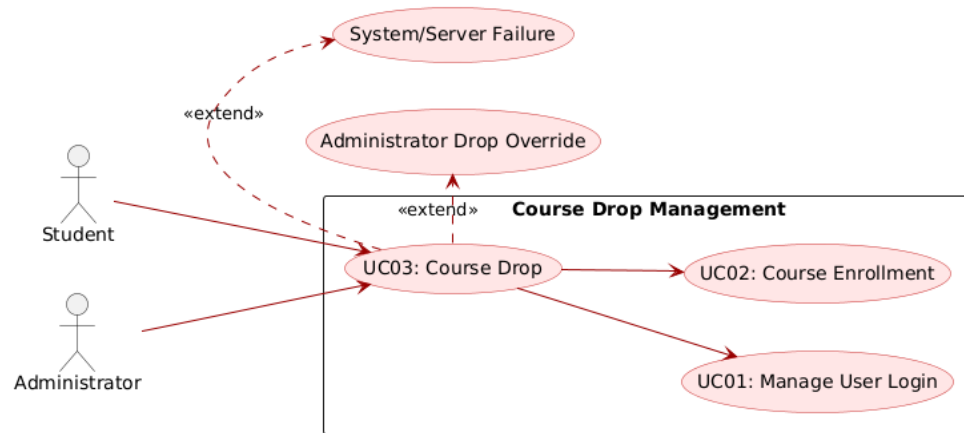 System/Server Failure
«extend»
Administrator Drop Override
Student
«extend»
Course Drop Management
UC03: Course Drop
UC02: Course Enrollment
Administrator
UC01: Manage User Login